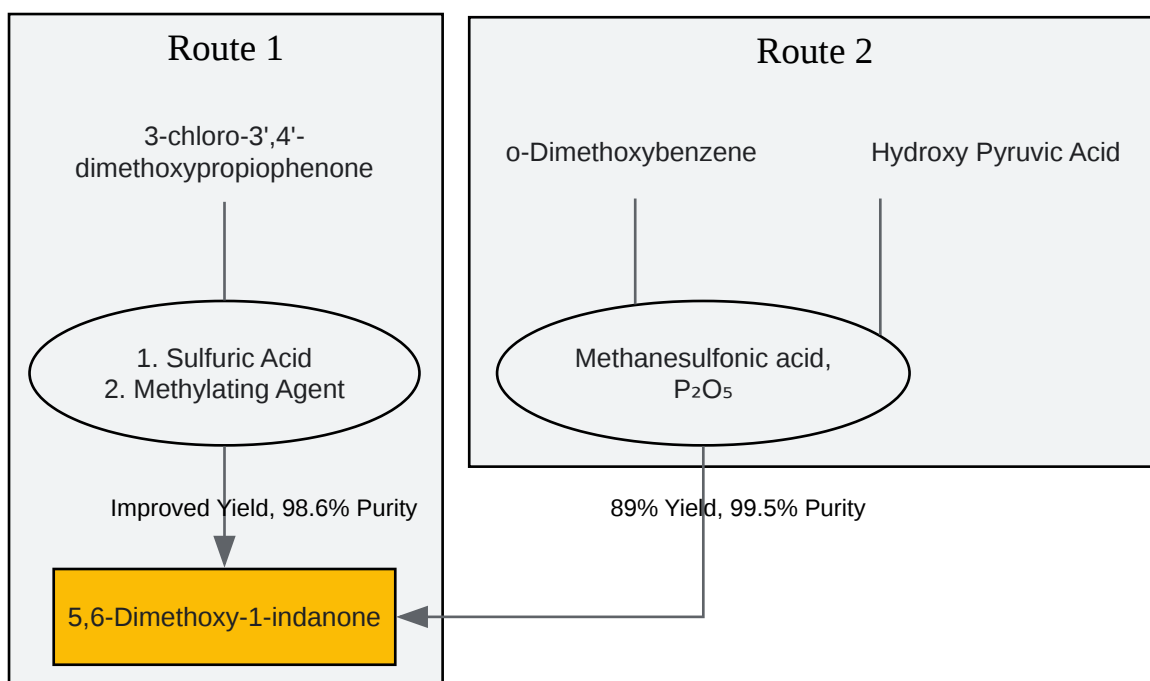 Route 1
3-chloro-3',4'-
dimethoxypropiophenone
1. Sulfuric Acid
2. Methylating Agent
Improved Yield, 98.6% Purity
5,6-Dimethoxy-1-indanone
Route 2
o-Dimethoxybenzene
Hydroxy Pyruvic Acid
Methanesulfonic acid,
P₂O₅
89% Yield, 99.5% Purity